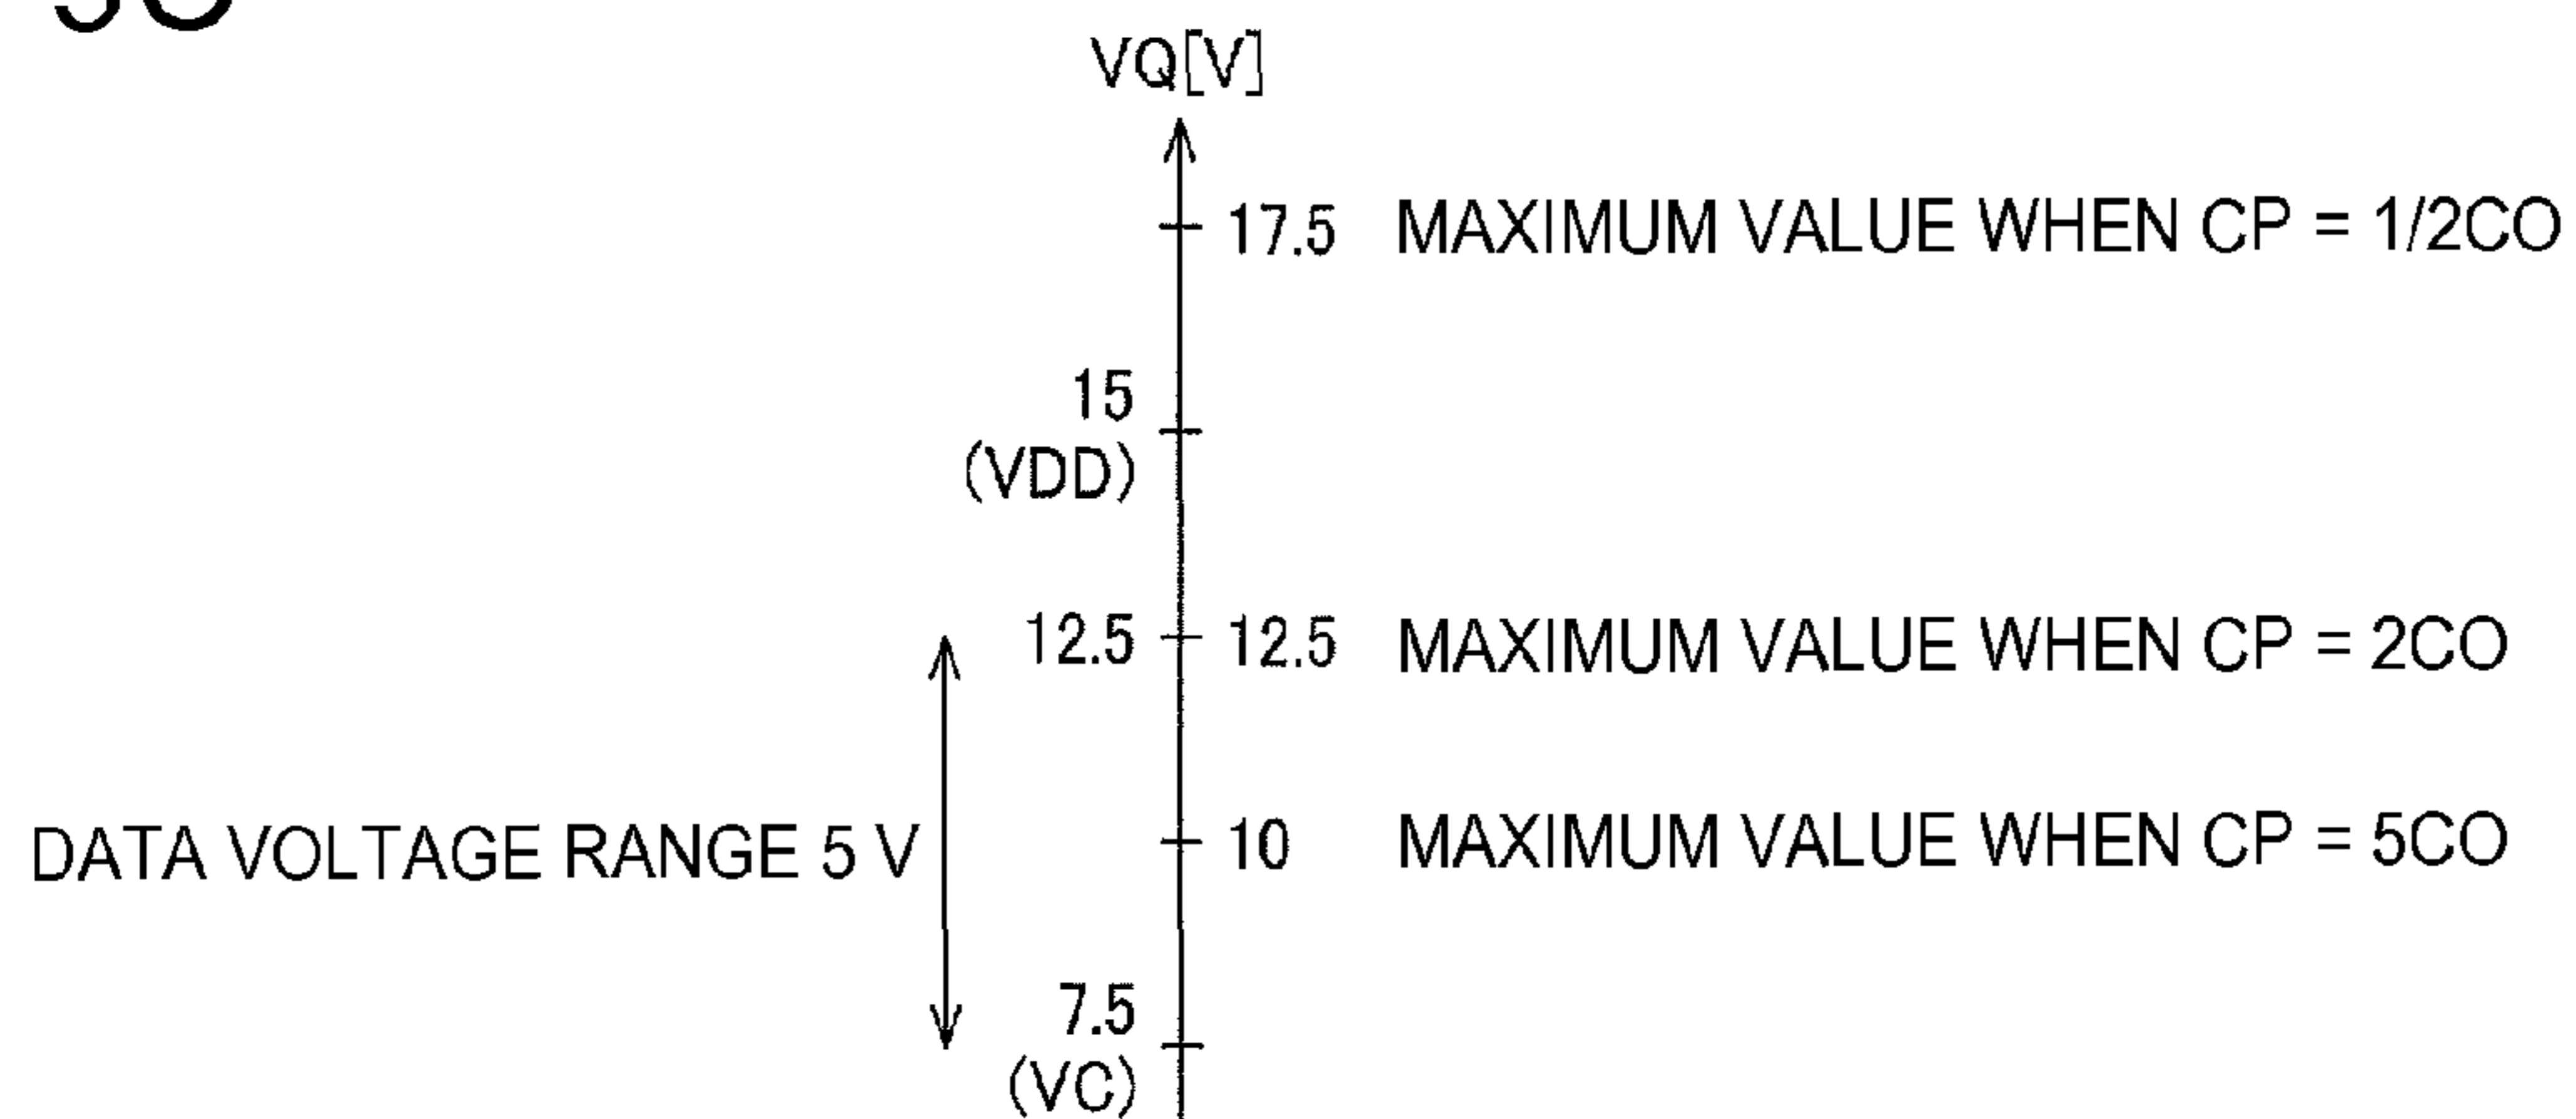 VQ[V]
17.5 MAXIMUM VALUE WHEN CP = 1/2CO
15
(VDD)
12.5 12.5 MAXIMUM VALUE WHEN CP = 2CO
DATA VOLTAGE RANGE 5 V 10 MAXIMUM VALUE WHEN CP = 5CO
7.5
(VC)